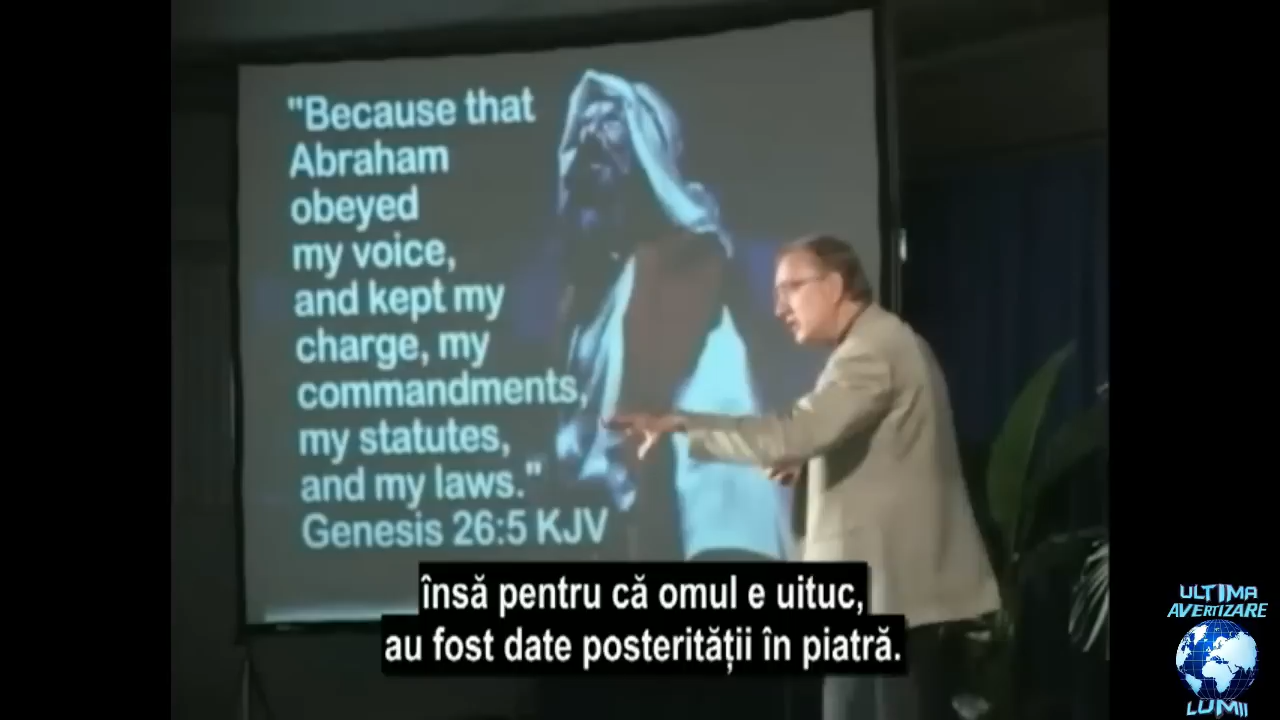 "Because that
Abraham
obeyed
my voice,
and kept my
charge, my
commandments,
my statutes,
and my laws."
Genesis 26:5 KJV
însă pentru că omul e uituc,
au fost date posterității în piatră.
ULTIMA
AVERTIZARE
LUMII